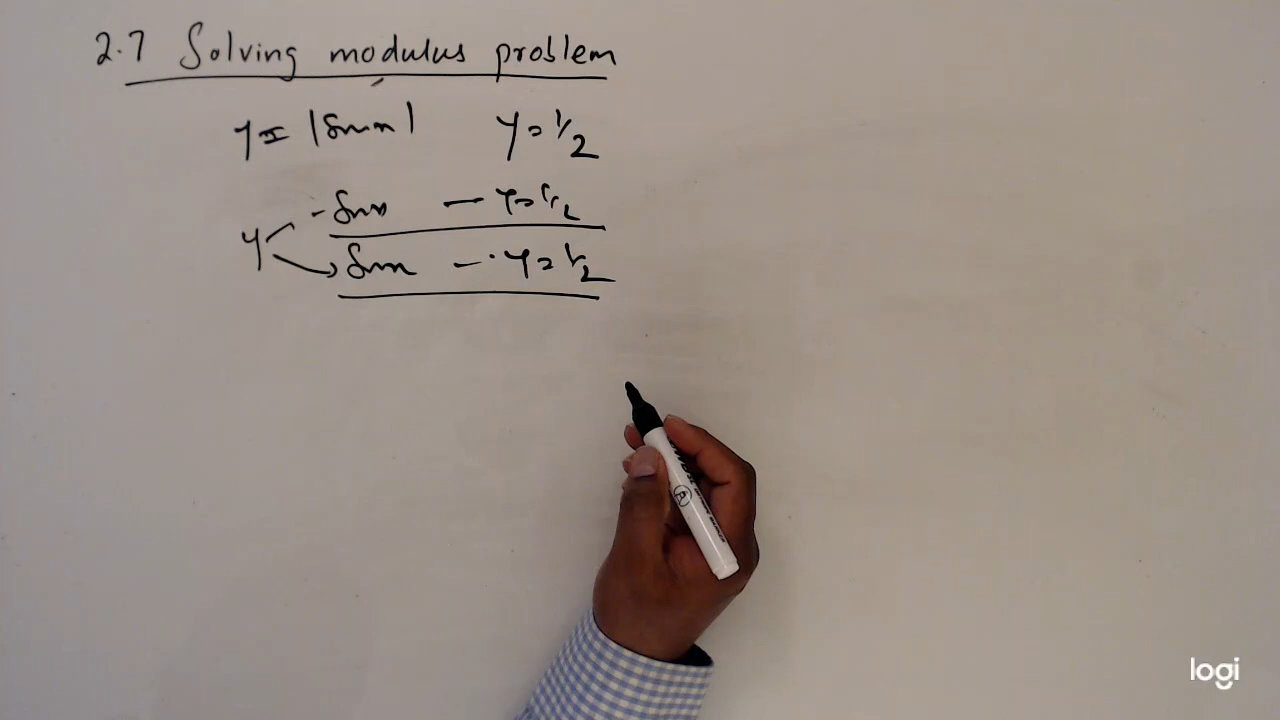 2.7 Solving modulus problem
y = |sin x| y = 1/2
y - sin x — y = 1/2
sin x — y = 1/2
logi